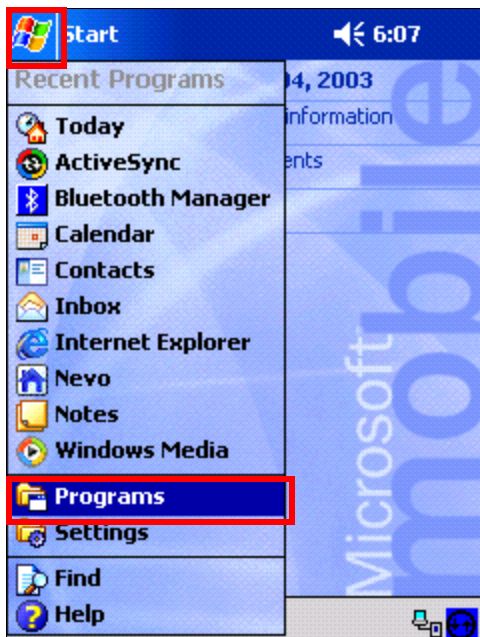 Start 6:07
Recent Programs
04, 2003
information
ents
Today
ActiveSync
Bluetooth Manager
Calendar
Contacts
Inbox
Internet Explorer
Nevo
Notes
Windows Media
Programs
Settings
Find
Help
Microsoft
mobile